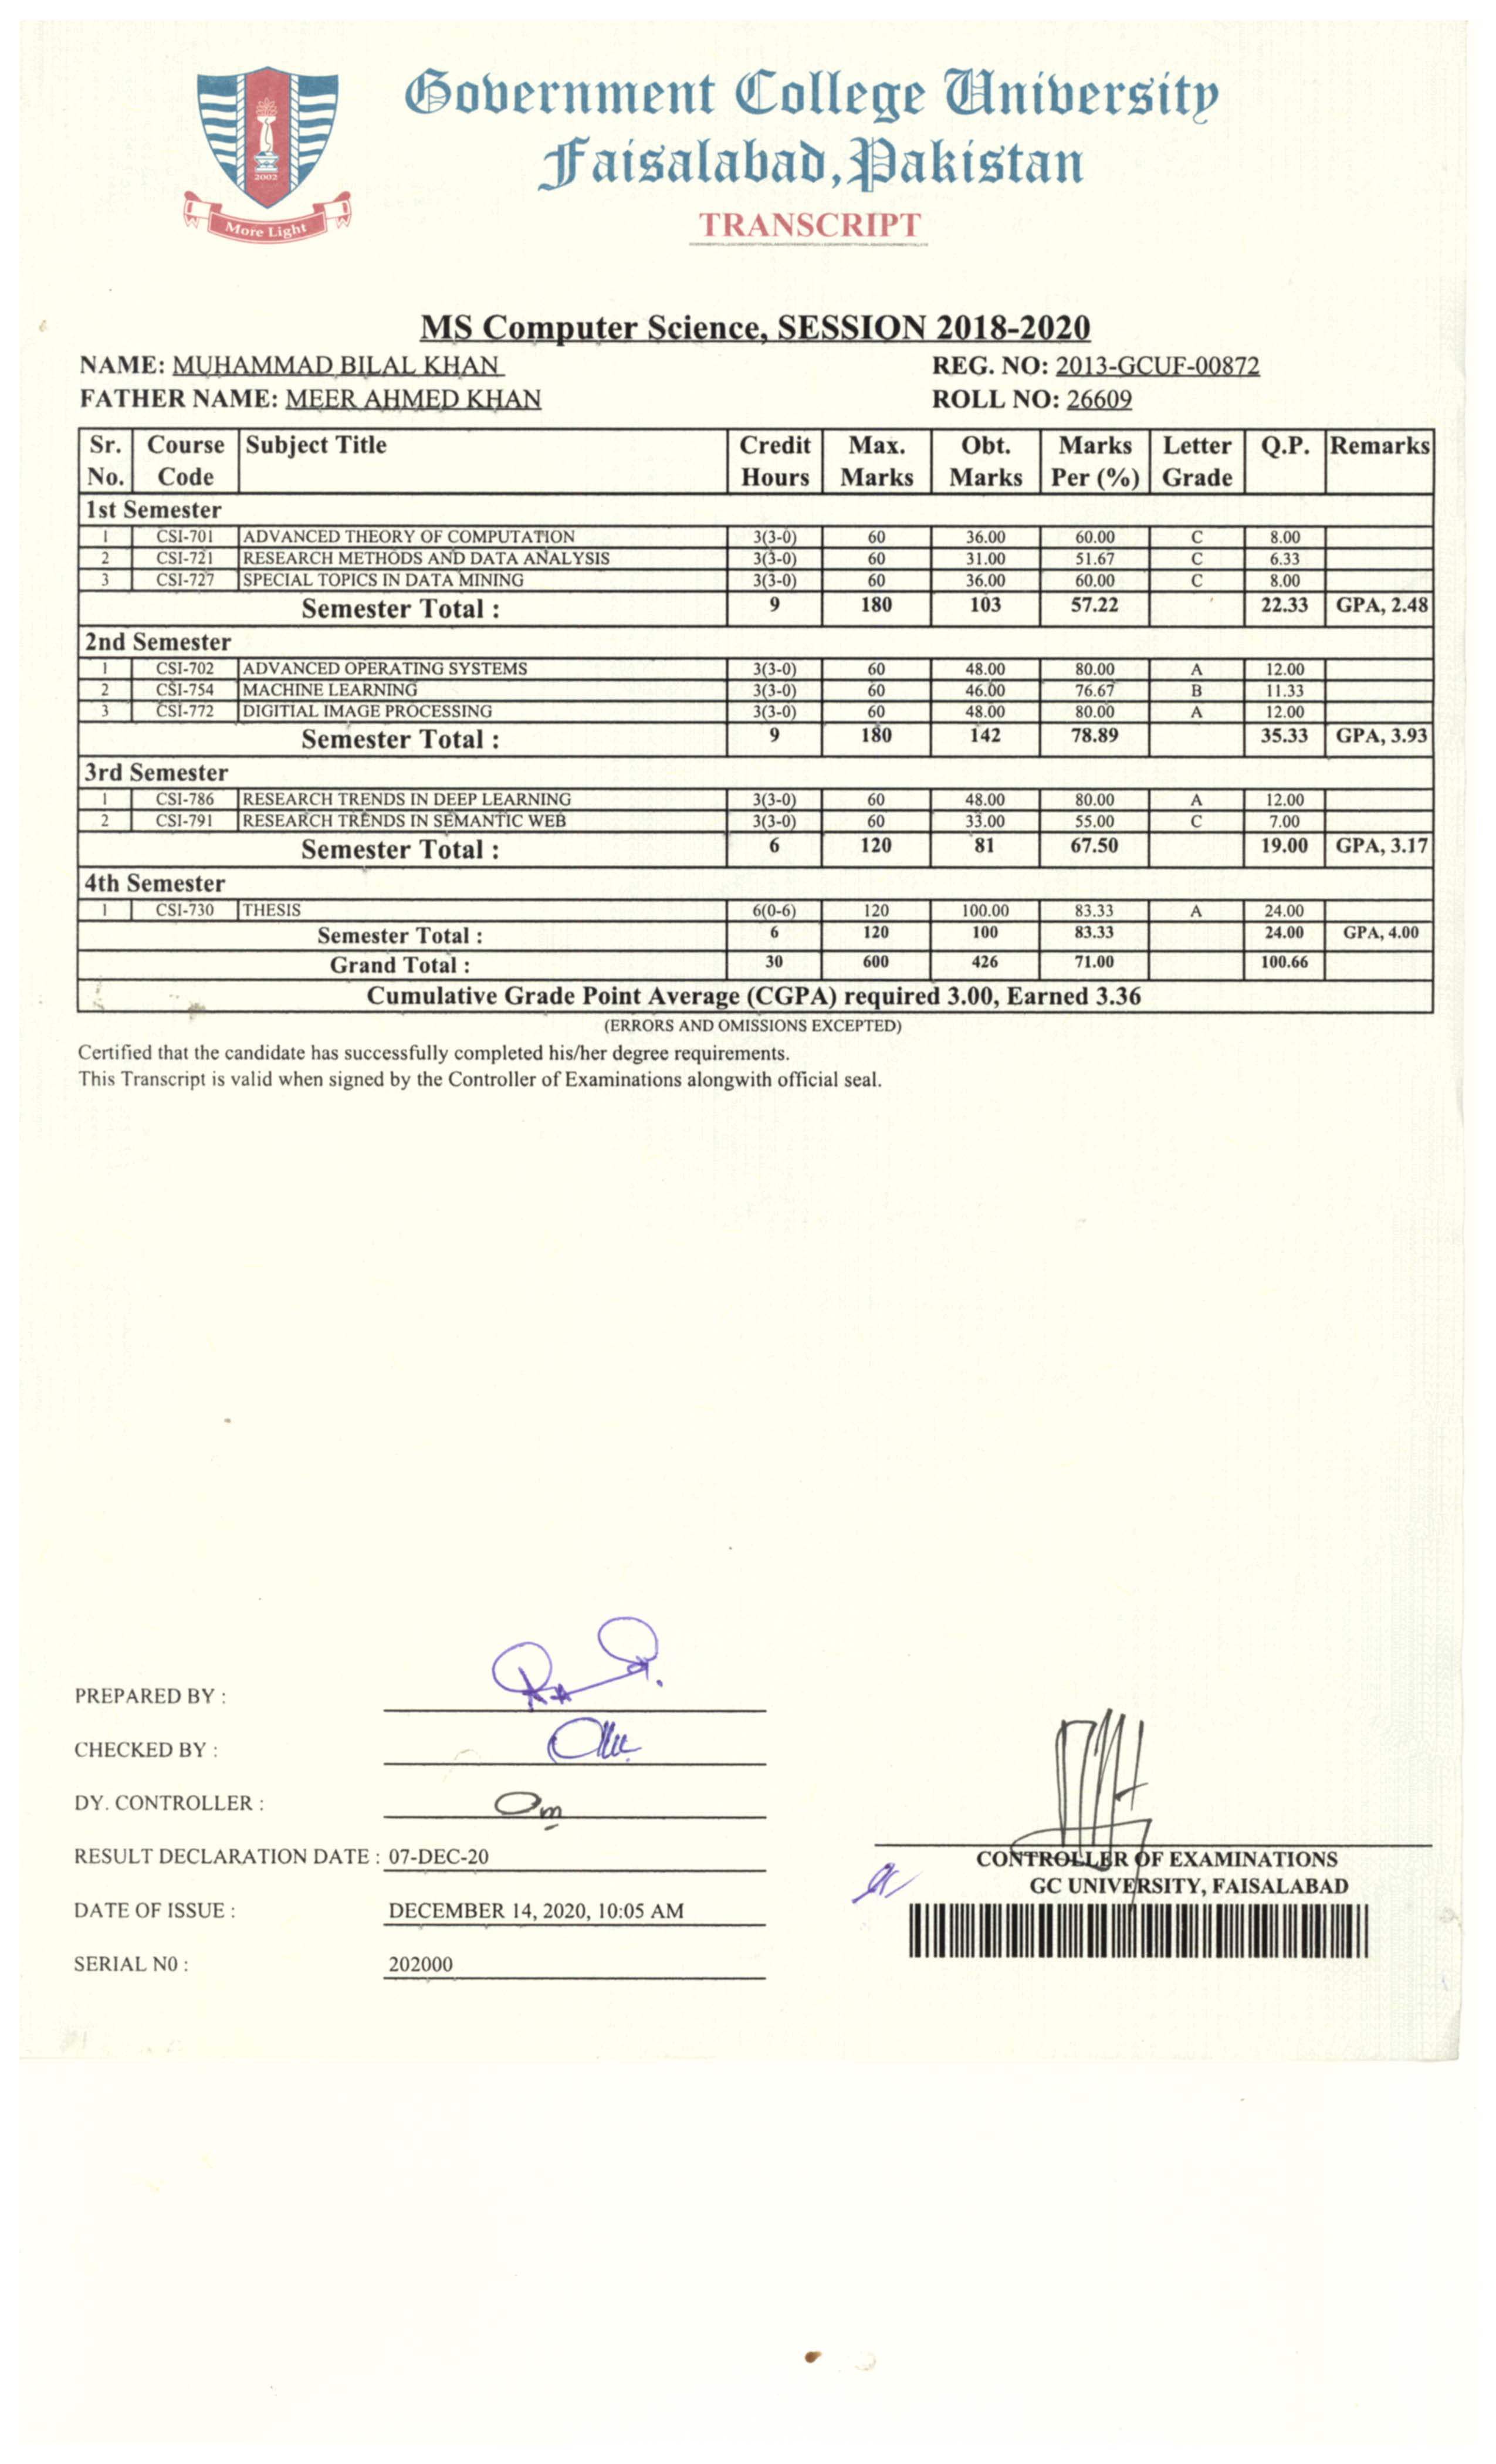 Government College University
Faisalabad, Pakistan
2002
More Light
TRANSCRIPT
MS Computer Science, SESSION 2018-2020
NAME: MUHAMMAD BILAL KHAN REG. NO: 2013-GCUF-00872
FATHER NAME: MEER AHMED KHAN ROLL NO: 26609
Sr. Course Subject Title Credit Max. Obt. Marks Letter Q.P. Remarks
No. Code Hours Marks Marks Per (%) Grade
1st Semester
1 CSI-701 ADVANCED THEORY OF COMPUTATION 3(3-0) 60 36.00 60.00 C 8.00
2 CSI-721 RESEARCH METHODS AND DATA ANALYSIS 3(3-0) 60 31.00 51.67 C 6.33
3 CSI-727 SPECIAL TOPICS IN DATA MINING 3(3-0) 60 36.00 60.00 C 8.00
Semester Total : 9 180 103 57.22 22.33 GPA, 2.48
2nd Semester
1 CSI-702 ADVANCED OPERATING SYSTEMS 3(3-0) 60 48.00 80.00 A 12.00
2 CSI-754 MACHINE LEARNING 3(3-0) 60 46.00 76.67 B 11.33
3 CSI-772 DIGITIAL IMAGE PROCESSING 3(3-0) 60 48.00 80.00 A 12.00
Semester Total : 9 180 142 78.89 35.33 GPA, 3.93
3rd Semester
1 CSI-786 RESEARCH TRENDS IN DEEP LEARNING 3(3-0) 60 48.00 80.00 A 12.00
2 CSI-791 RESEARCH TRENDS IN SEMANTIC WEB 3(3-0) 60 33.00 55.00 C 7.00
Semester Total : 6 120 81 67.50 19.00 GPA, 3.17
4th Semester
1 CSI-730 THESIS 6(0-6) 120 100.00 83.33 A 24.00
Semester Total : 6 120 100 83.33 24.00 GPA, 4.00
Grand Total : 30 600 426 71.00 100.66
Cumulative Grade Point Average (CGPA) required 3.00, Earned 3.36
(ERRORS AND OMISSIONS EXCEPTED)
Certified that the candidate has successfully completed his/her degree requirements.
This Transcript is valid when signed by the Controller of Examinations alongwith official seal.
PREPARED BY :
CHECKED BY :
DY. CONTROLLER :
RESULT DECLARATION DATE : 07-DEC-20
CONTROLLER OF EXAMINATIONS
GC UNIVERSITY, FAISALABAD
DATE OF ISSUE : DECEMBER 14, 2020, 10:05 AM
SERIAL N0 : 202000